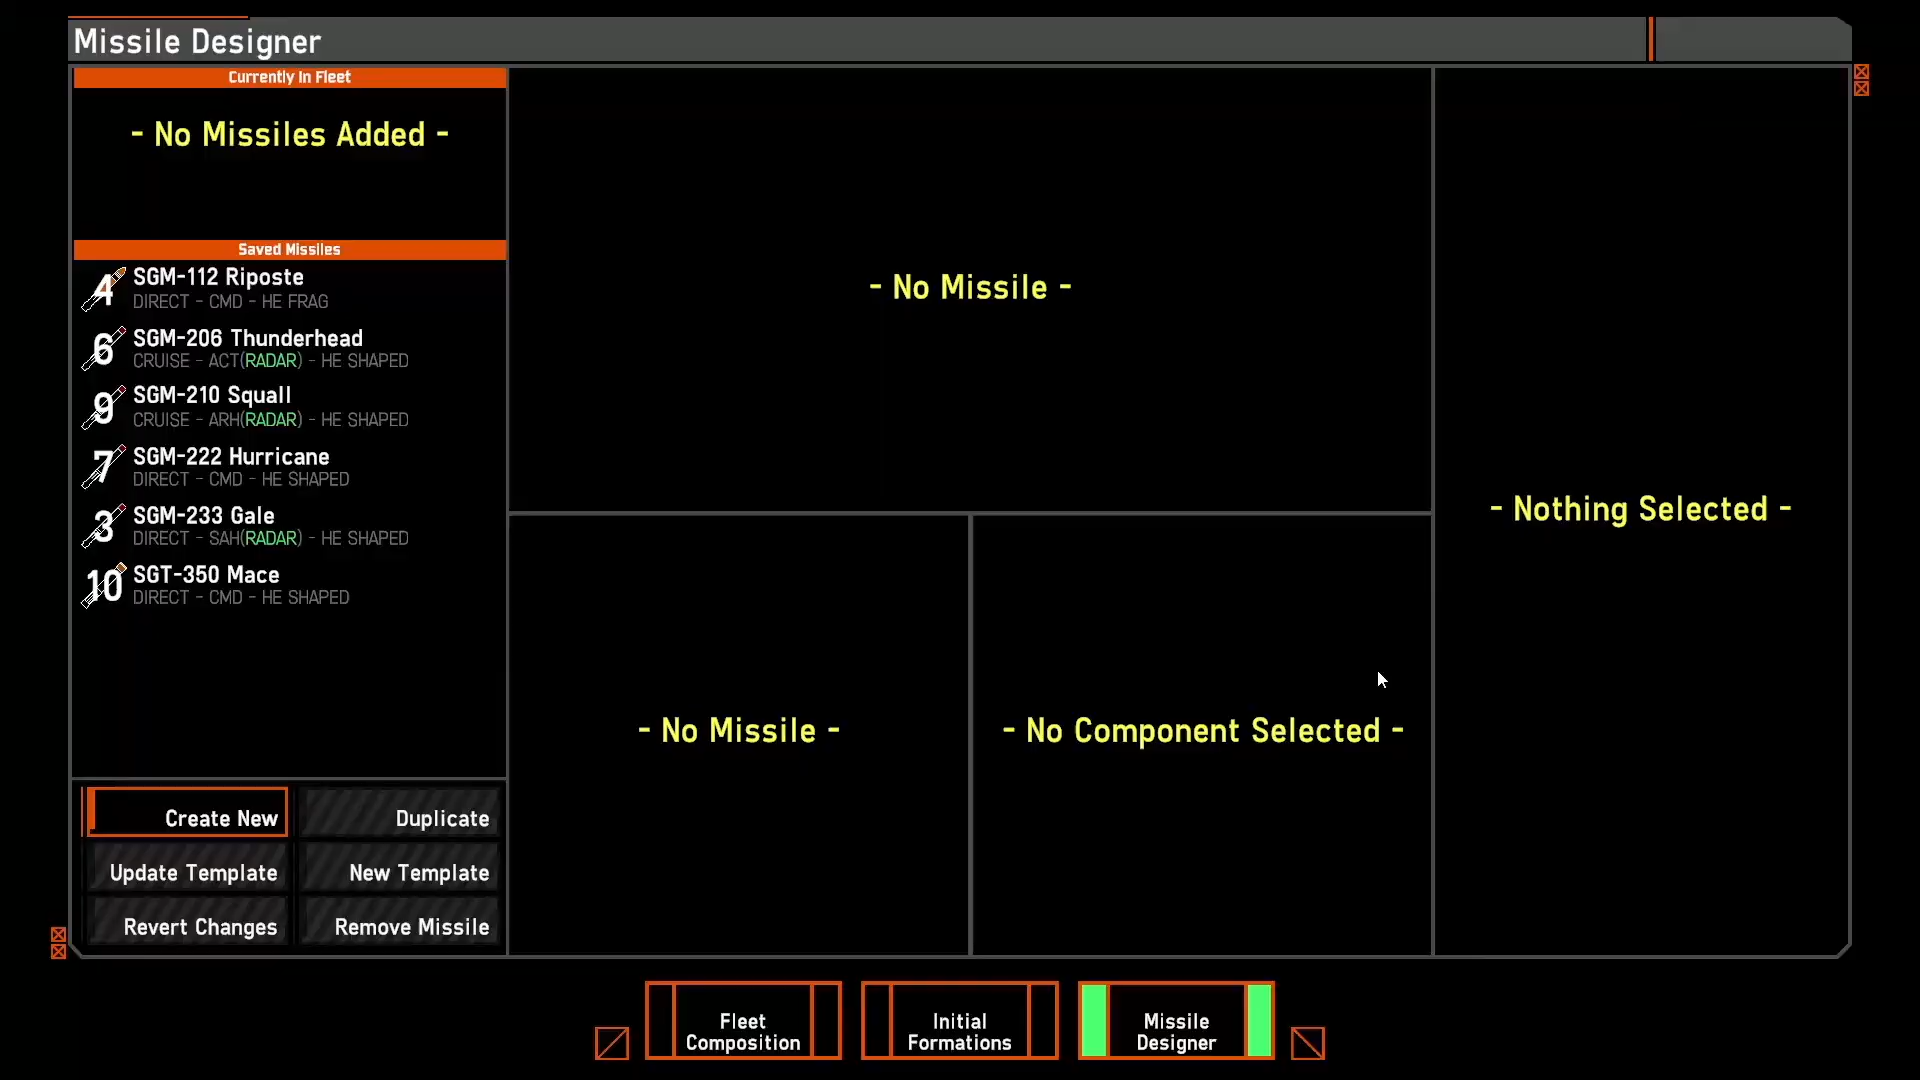 Missile Designer
Currently In Fleet
- No Missiles Added -
Saved Missiles
4
SGM-112 Riposte
DIRECT - CMD - HE FRAG
6
SGM-206 Thunderhead
CRUISE - ACT(RADAR) - HE SHAPED
9
SGM-210 Squall
CRUISE - ARH(RADAR) - HE SHAPED
7
SGM-222 Hurricane
DIRECT - CMD - HE SHAPED
3
SGM-233 Gale
DIRECT - SAH(RADAR) - HE SHAPED
10
SGT-350 Mace
DIRECT - CMD - HE SHAPED
Create New
Duplicate
Update Template
New Template
Revert Changes
Remove Missile
- No Missile -
- No Missile -
- No Component Selected -
- Nothing Selected -
Fleet
Composition
Initial
Formations
Missile
Designer